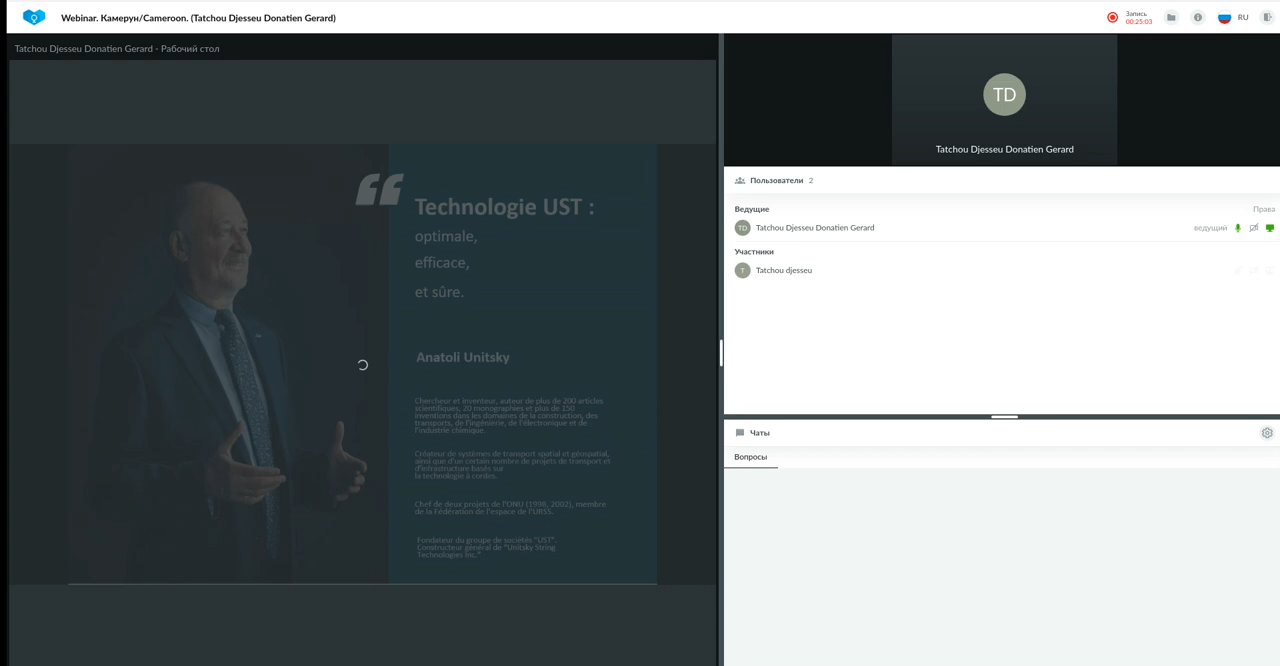 Webinar. Камерун/Cameroon. (Tatchou Djesseu Donatien Gerard)
Запись
00:25:03
RU
Tatchou Djesseu Donatien Gerard - Рабочий стол
“
Technologie UST :
optimale,
efficace,
et sûre.
Anatoli Unitsky
Chercheur et inventeur, auteur de plus de 200 articles
scientifiques, 20 monographies et plus de 150
inventions dans les domaines de la construction, des
transports, de l'ingénierie, de l'électronique et de
l'industrie chimique.
Créateur de systèmes de transport spatial et géospatial,
ainsi que d'un certain nombre de projets de transport et
d'infrastructure basés sur
la technologie à cordes.
Chef de deux projets de l'ONU (1998, 2002), membre
de la Fédération de l'espace de l'URSS.
Fondateur du groupe de sociétés "UST".
Constructeur général de "Unitsky String
Technologies Inc."
TD
Tatchou Djesseu Donatien Gerard
Пользователи 2
Ведущие Права
TD Tatchou Djesseu Donatien Gerard ведущий
Участники
T Tatchou djesseu
Чаты
Вопросы